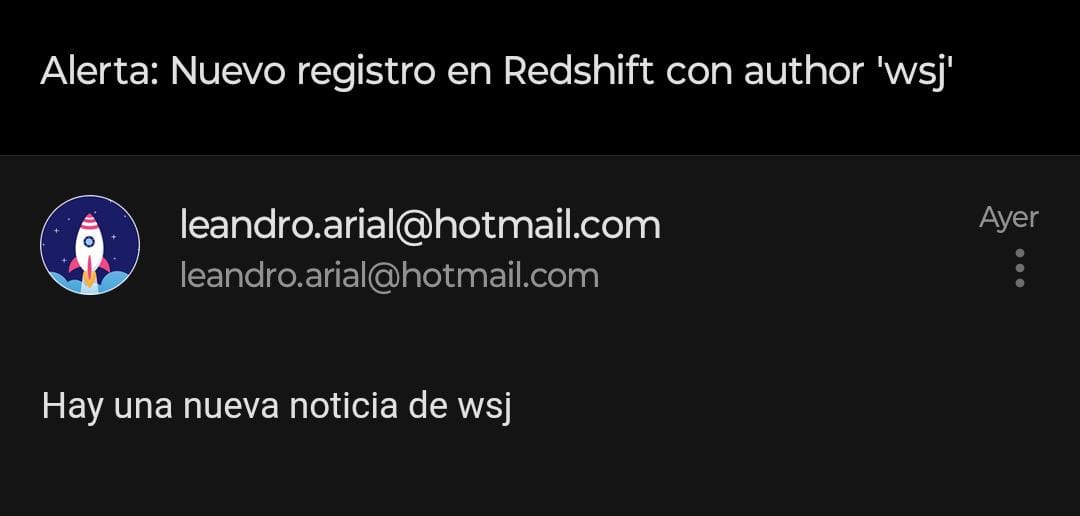 Alerta: Nuevo registro en Redshift con author 'wsj'
leandro.arial@hotmail.com
Ayer
leandro.arial@hotmail.com
Hay una nueva noticia de wsj